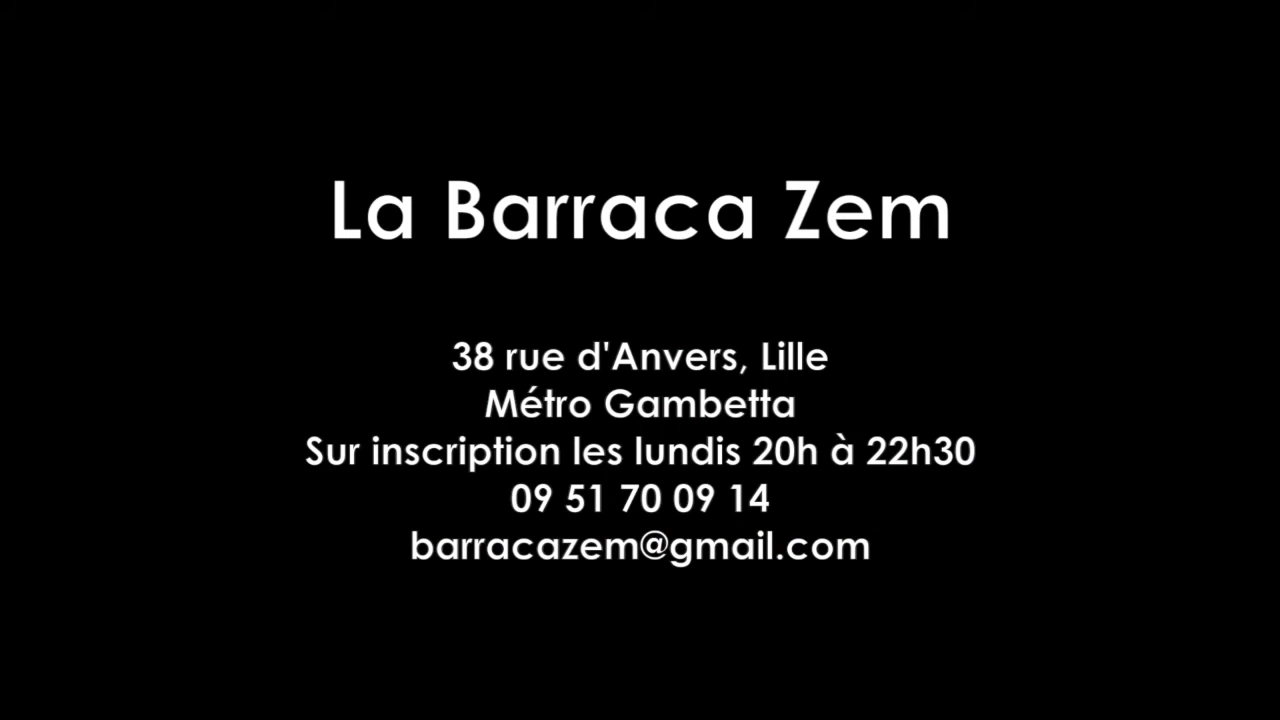 La Barraca Zem
38 rue d'Anvers, Lille
Métro Gambetta
Sur inscription les lundis 20h à 22h30
09 51 70 09 14
barracazem@gmail.com